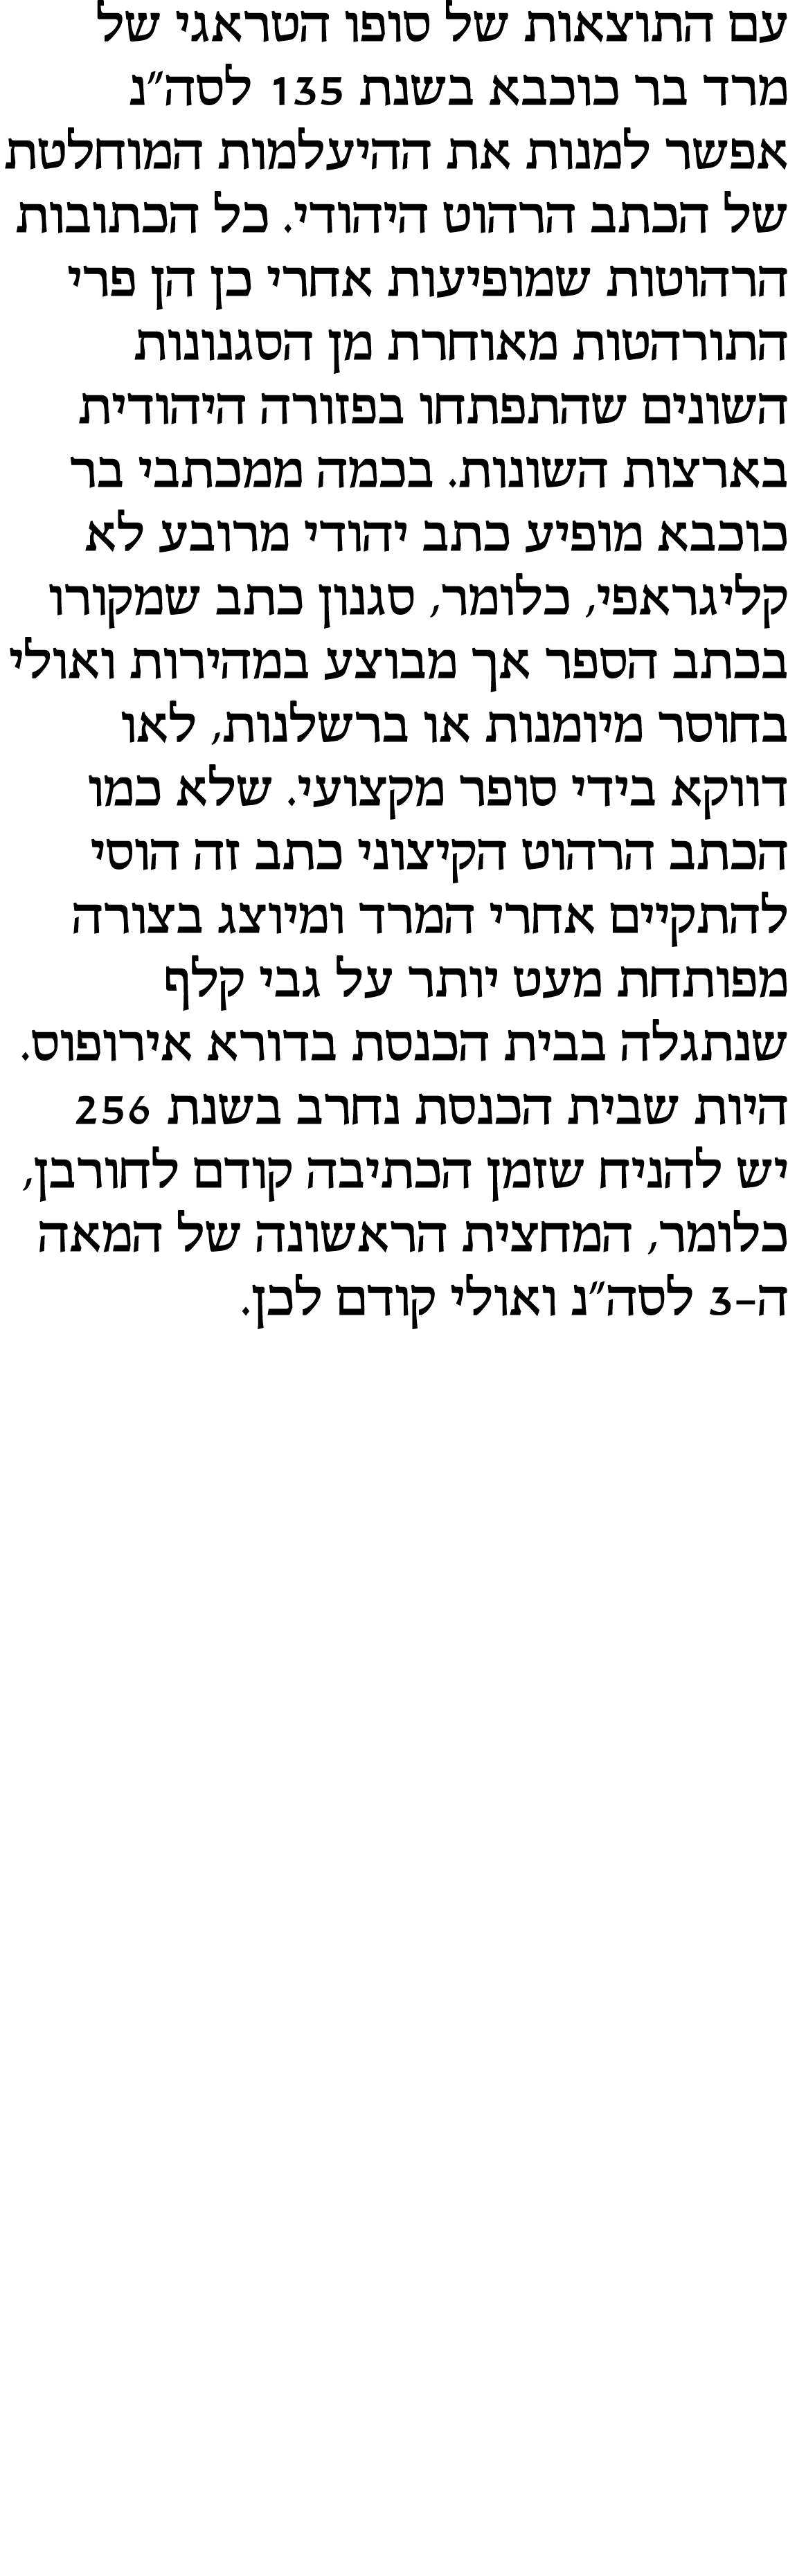 עם התוצאות של סופו הטראגי של
מרד בר כוכבא בשנת 135 לסה״נ
אפשר למנות את ההיעלמות המוחלטת
של הכתב הרהוט היהודי. כל הכתובות
הרהוטות שמופיעות אחרי כן הן פרי
התורהטות מאוחרת מן הסגנונות
השונים שהתפתחו בפזורה היהודית
בארצות השונות. בכמה ממכתבי בר
כוכבא מופיע כתב יהודי מרובע לא
קליגראפי, כלומר, סגנון כתב שמקורו
בכתב הספר אך מבוצע במהירות ואולי
בחוסר מיומנות או ברשלנות, לאו
דווקא בידי סופר מקצועי. שלא כמו
הכתב הרהוט הקיצוני כתב זה הוסי
להתקיים אחרי המרד ומיוצג בצורה
מפותחת מעט יותר על גבי קלף
שנתגלה בבית הכנסת בדורא אירופוס.
היות שבית הכנסת נחרב בשנת 256
יש להניח שזמן הכתיבה קודם לחורבן,
כלומר, המחצית הראשונה של המאה
ה–3 לסה״נ ואולי קודם לכן.